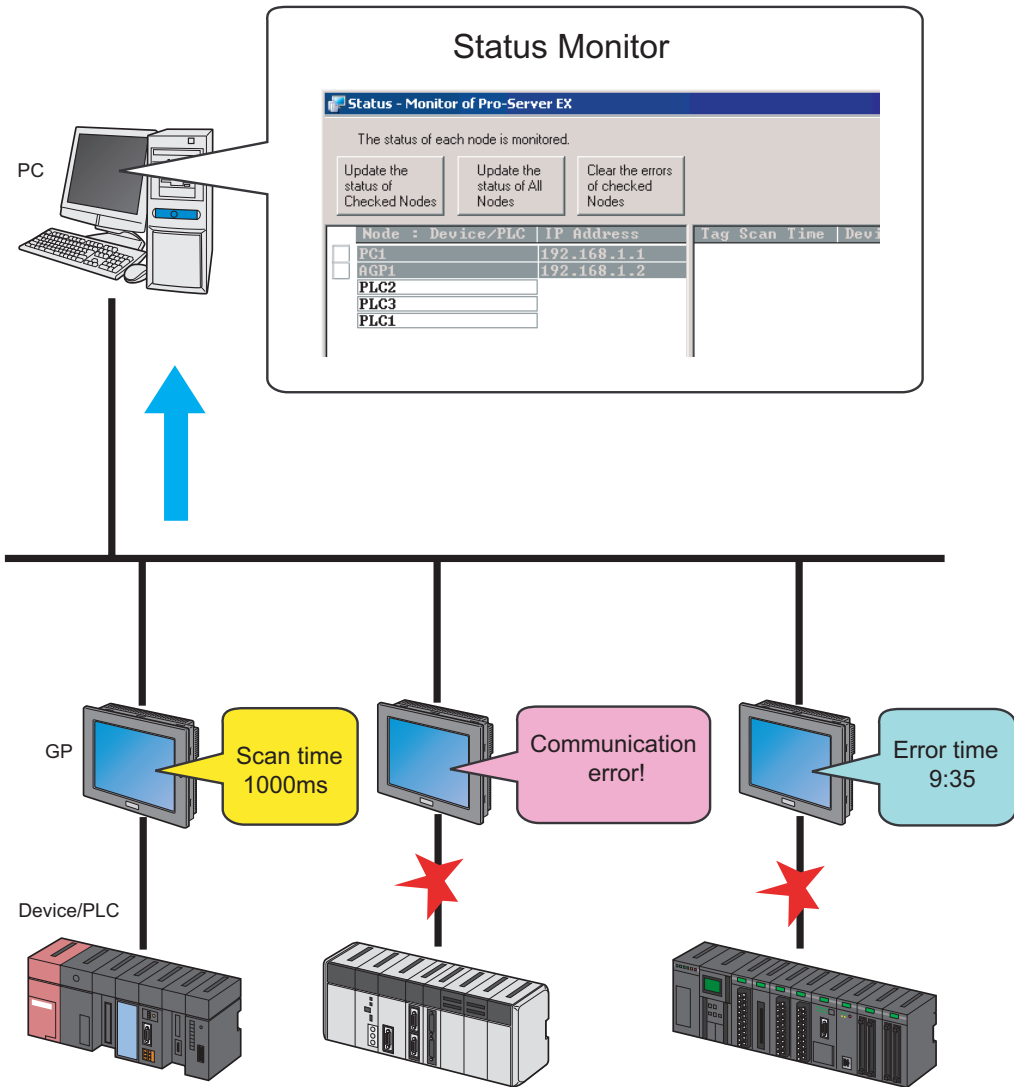 Status Monitor
Status - Monitor of Pro-Server EX
The status of each node is monitored.
Update the
status of
Checked Nodes
Update the
status of All
Nodes
Clear the errors
of checked
Nodes
PC
Node : Device/PLC IP Address Tag Scan Time Devi
PC1 192.168.1.1
AGP1 192.168.1.2
PLC2
PLC3
PLC1
GP
Scan time
1000ms
Communication
error!
Error time
9:35
Device/PLC